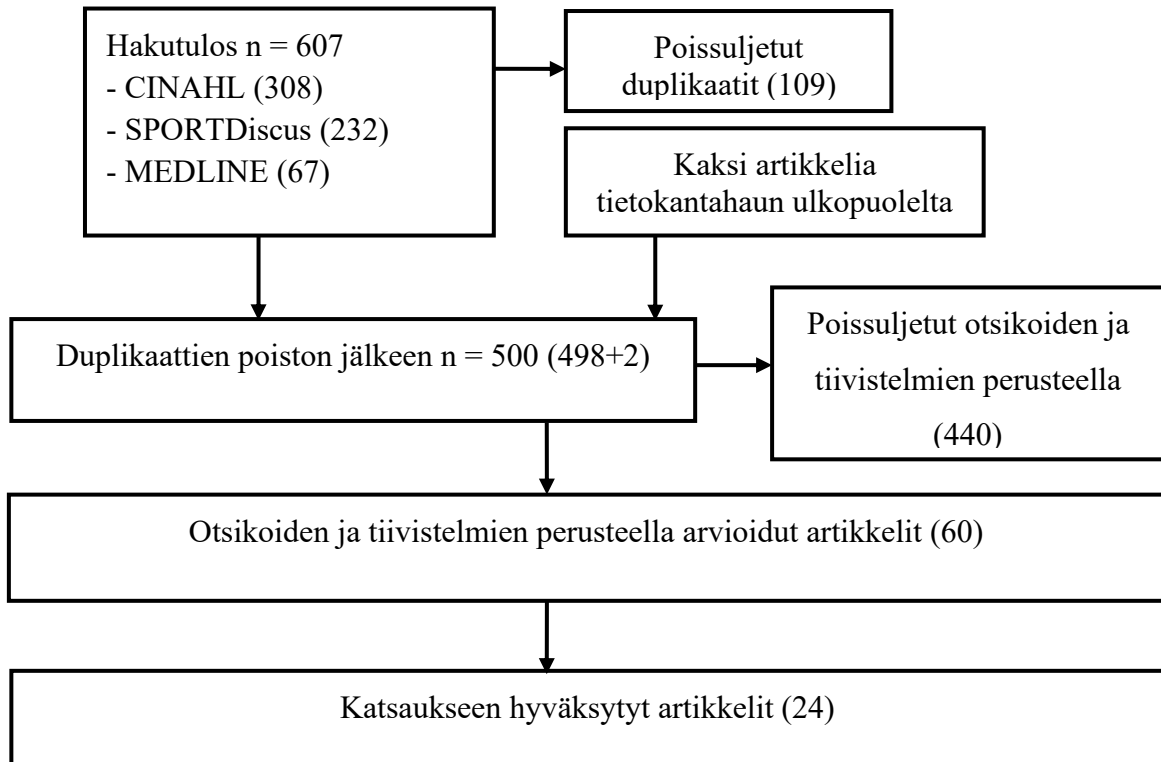 Hakutulos n = 607
- CINAHL (308)
- SPORTDiscus (232)
- MEDLINE (67)
Poissuljetut
duplikaatit (109)
Kaksi artikkelia
tietokantahaun ulkopuolelta
Duplikaattien poiston jälkeen n = 500 (498+2)
Poissuljetut otsikoiden ja
tiivistelmien perusteella
(440)
Otsikoiden ja tiivistelmien perusteella arvioidut artikkelit (60)
Katsaukseen hyväksytyt artikkelit (24)